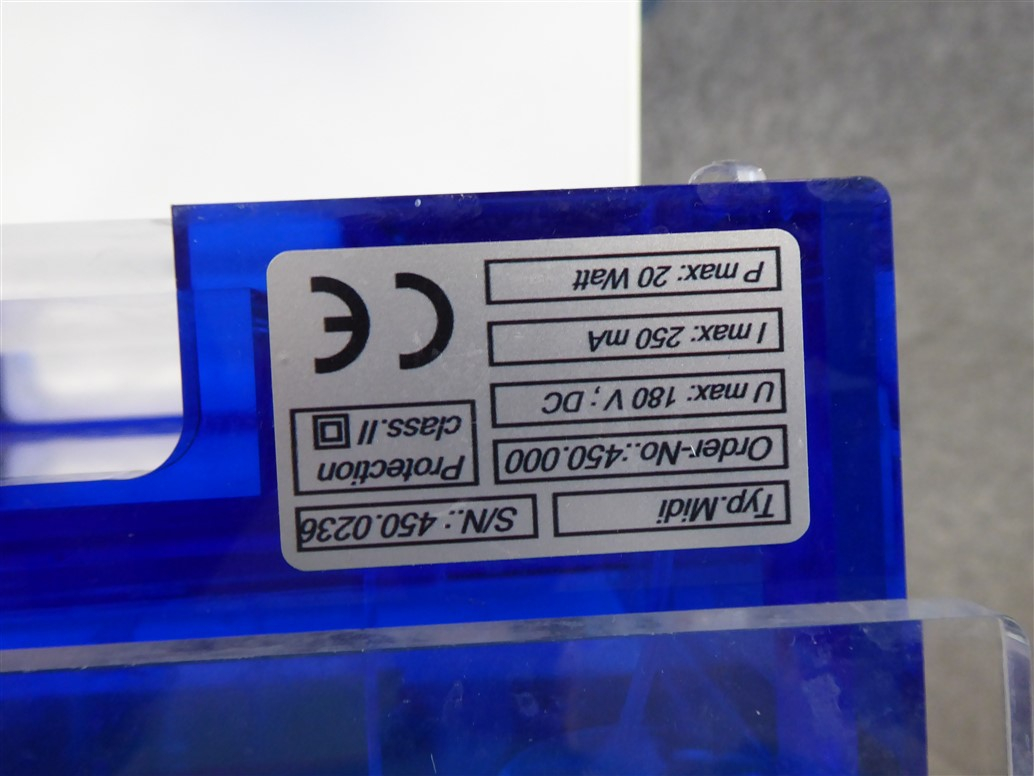 Typ.Midi
S/N.: 450.0236
Order-No.:450.000
Protection
class.II
U max: 180 V ; DC
I max: 250 mA
P max: 20 Watt
CE